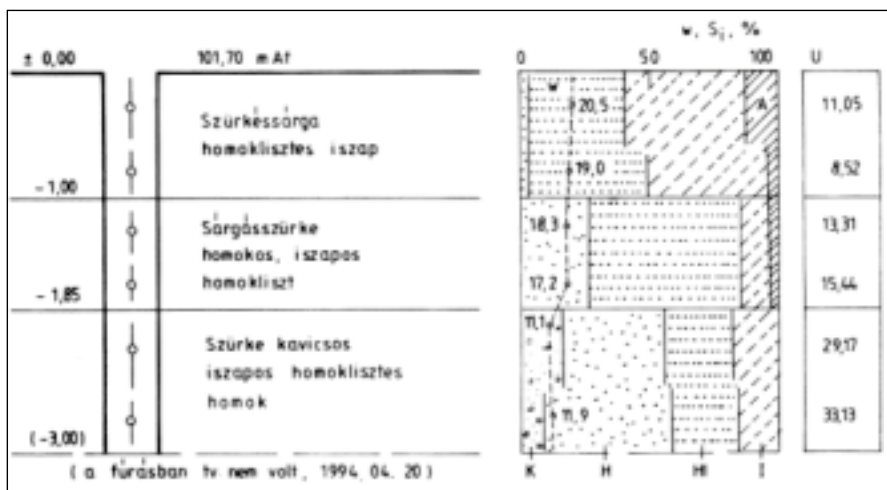 w, Si, %
± 0,00 101,70 mAf 0 50 100 U
w 20,5 A 11,05
Szürkéssárga
homoklisztes iszap
19,0 8,52
- 1,00
Sárgásszürke 18,3 13,31
homokos, iszapos
homokliszt 17,2 15,44
- 1,85
11,1
Szürke kavicsos 29,17
iszapos homoklisztes
homok 11,9 33,13
(-3,00)
K H Hl I
( a fúrásban tv. nem volt, 1994. 04. 20 )